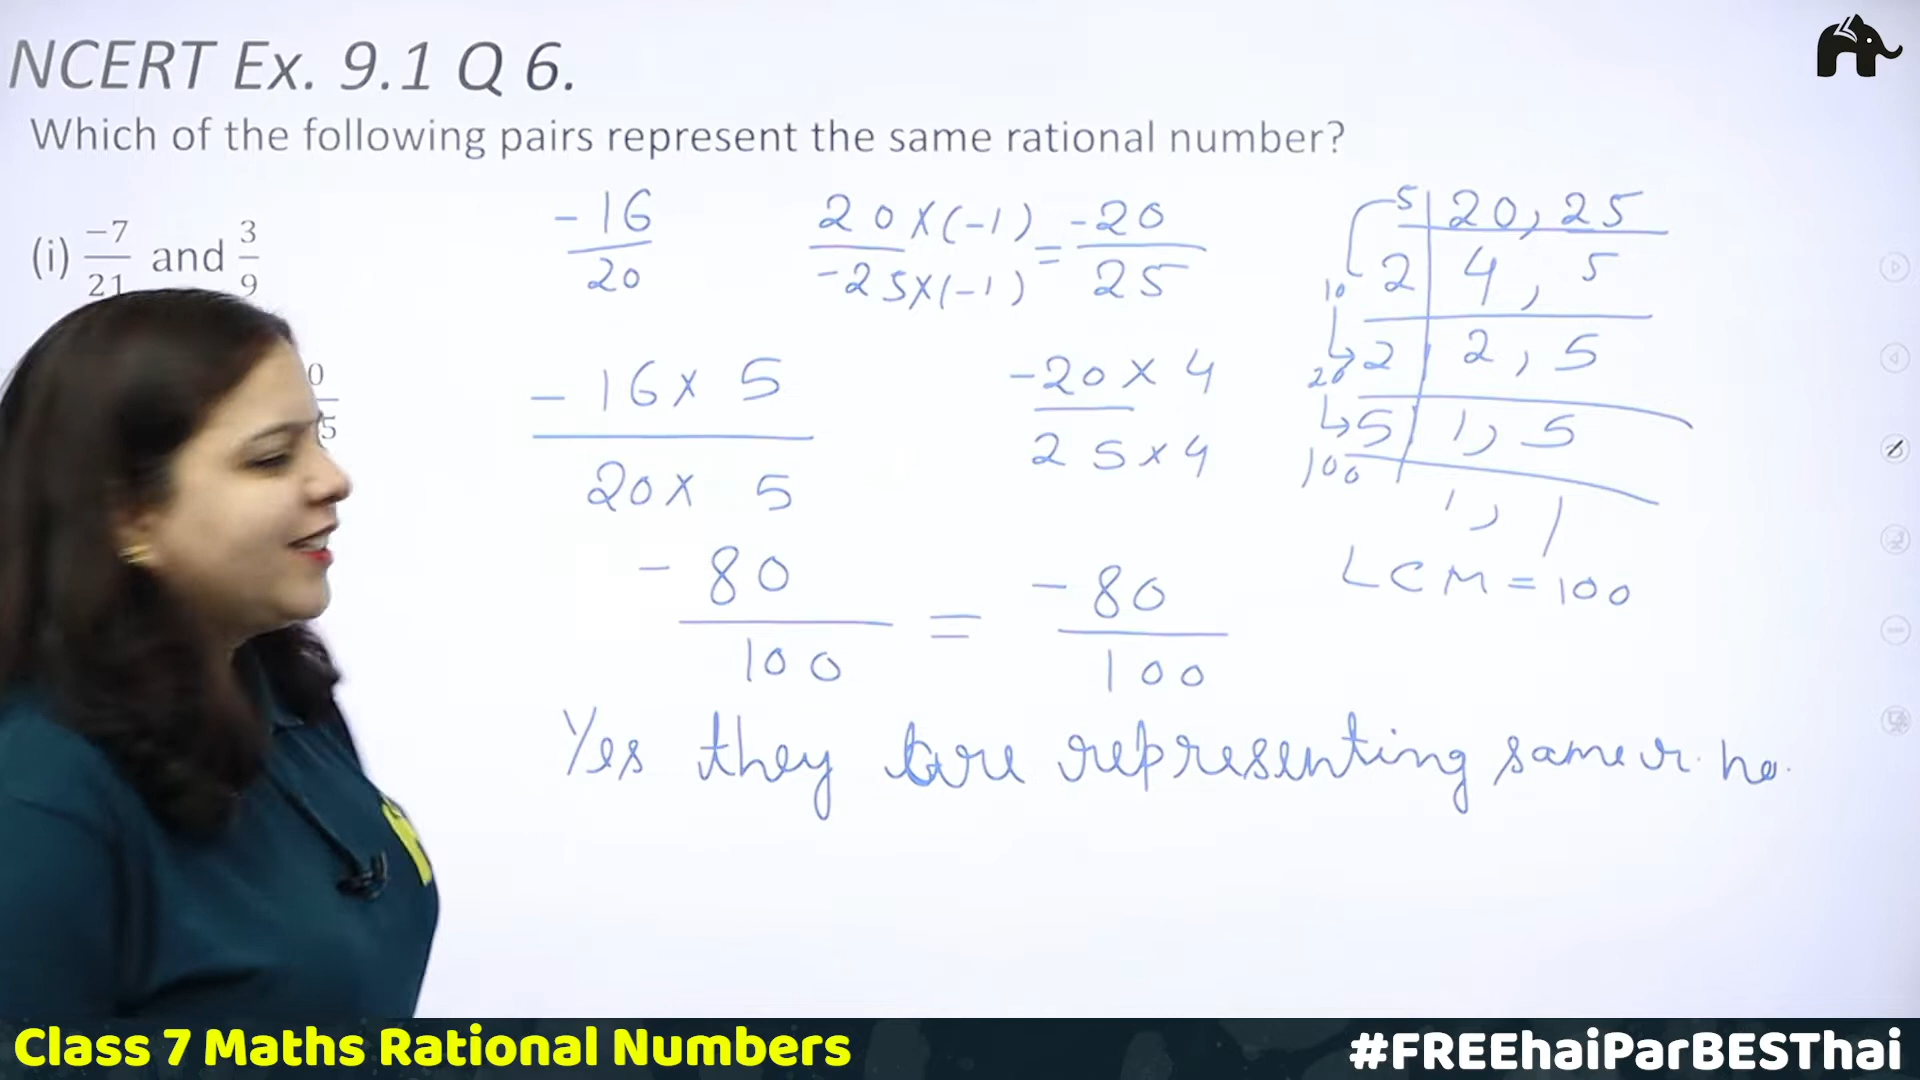 NCERT Ex. 9.1 Q 6.
Which of the following pairs represent the same rational number?
(i) -7/21 and 3/9
-16/20
20×(-1)/-25×(-1) = -20/25
5 | 20, 25
10 2 | 4, 5
20 2 | 2, 5
100 5 | 1, 5
1, 1
-16 × 5 / 20 × 5
-20 × 4 / 25 × 4
LCM = 100
-80/100 = -80/100
Yes they are representing same r. no.
Class 7 Maths Rational Numbers
#FREEhaiParBESThai